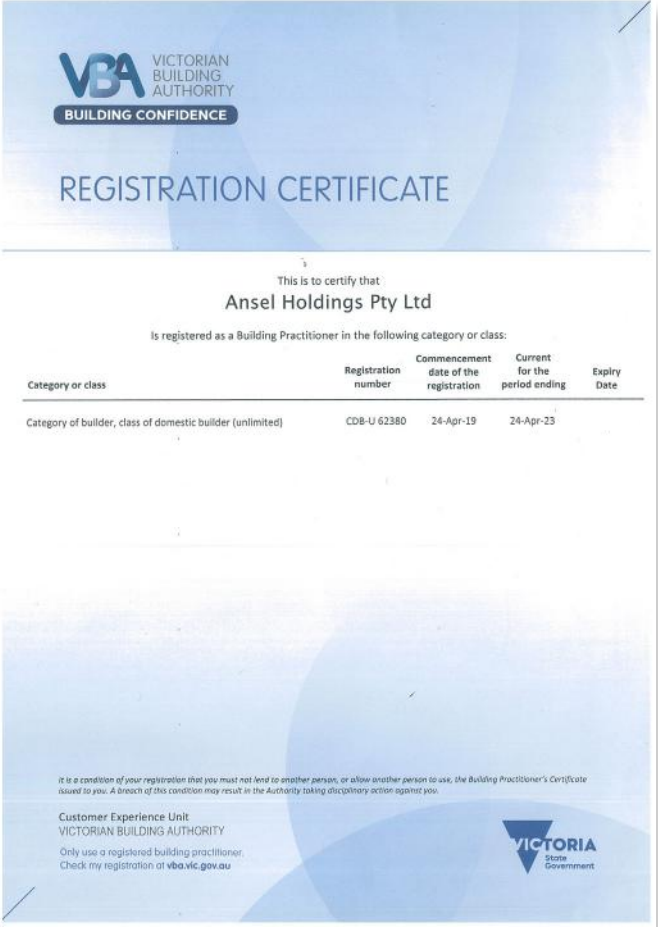 VBA VICTORIAN
BUILDING
AUTHORITY
BUILDING CONFIDENCE
REGISTRATION CERTIFICATE
This is to certify that
Ansel Holdings Pty Ltd
Is registered as a Building Practitioner in the following category or class:
Category or class Registration number Commencement date of the registration Current for the period ending Expiry Date
Category of builder, class of domestic builder (unlimited) CDB-U 62380 24-Apr-19 24-Apr-23
It is a condition of your registration that you must not lend to another person, or allow another person to use, the Building Practitioner's Certificate
issued to you. A breach of this condition may result in the Authority taking disciplinary action against you.
Customer Experience Unit
VICTORIAN BUILDING AUTHORITY
Only use a registered building practitioner.
Check my registration at vba.vic.gov.au
VICTORIA
State
Government